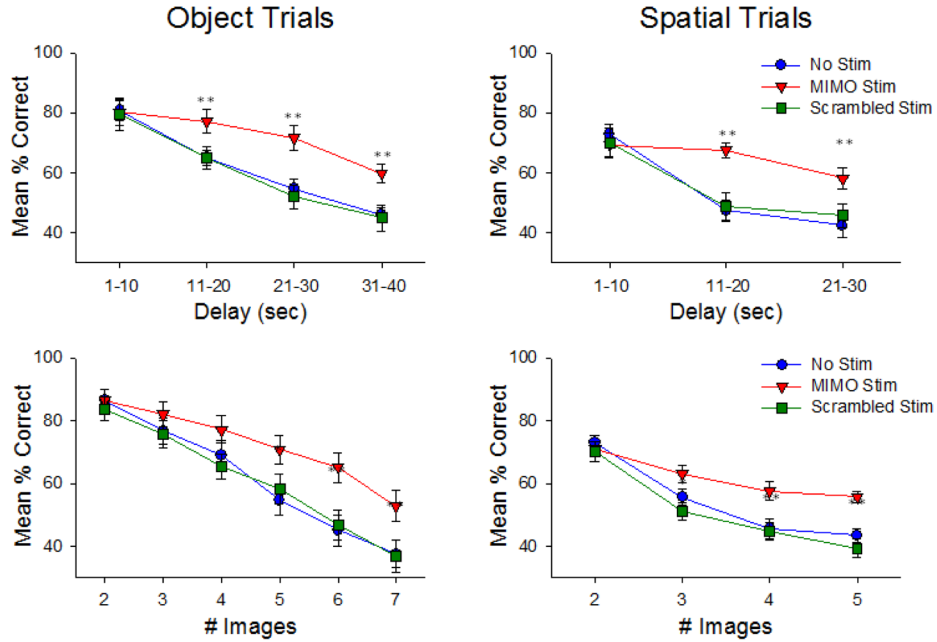 Object Trials
Spatial Trials
Mean % Correct
100
80
60
40
**
**
**
1-10
11-20
21-30
31-40
Delay (sec)
Mean % Correct
100
80
60
40
No Stim
MIMO Stim
Scrambled Stim
**
**
1-10
11-20
21-30
Delay (sec)
Mean % Correct
100
80
60
40
2
3
4
5
6
7
# Images
Mean % Correct
100
80
60
40
No Stim
MIMO Stim
Scrambled Stim
*
**
**
2
3
4
5
# Images